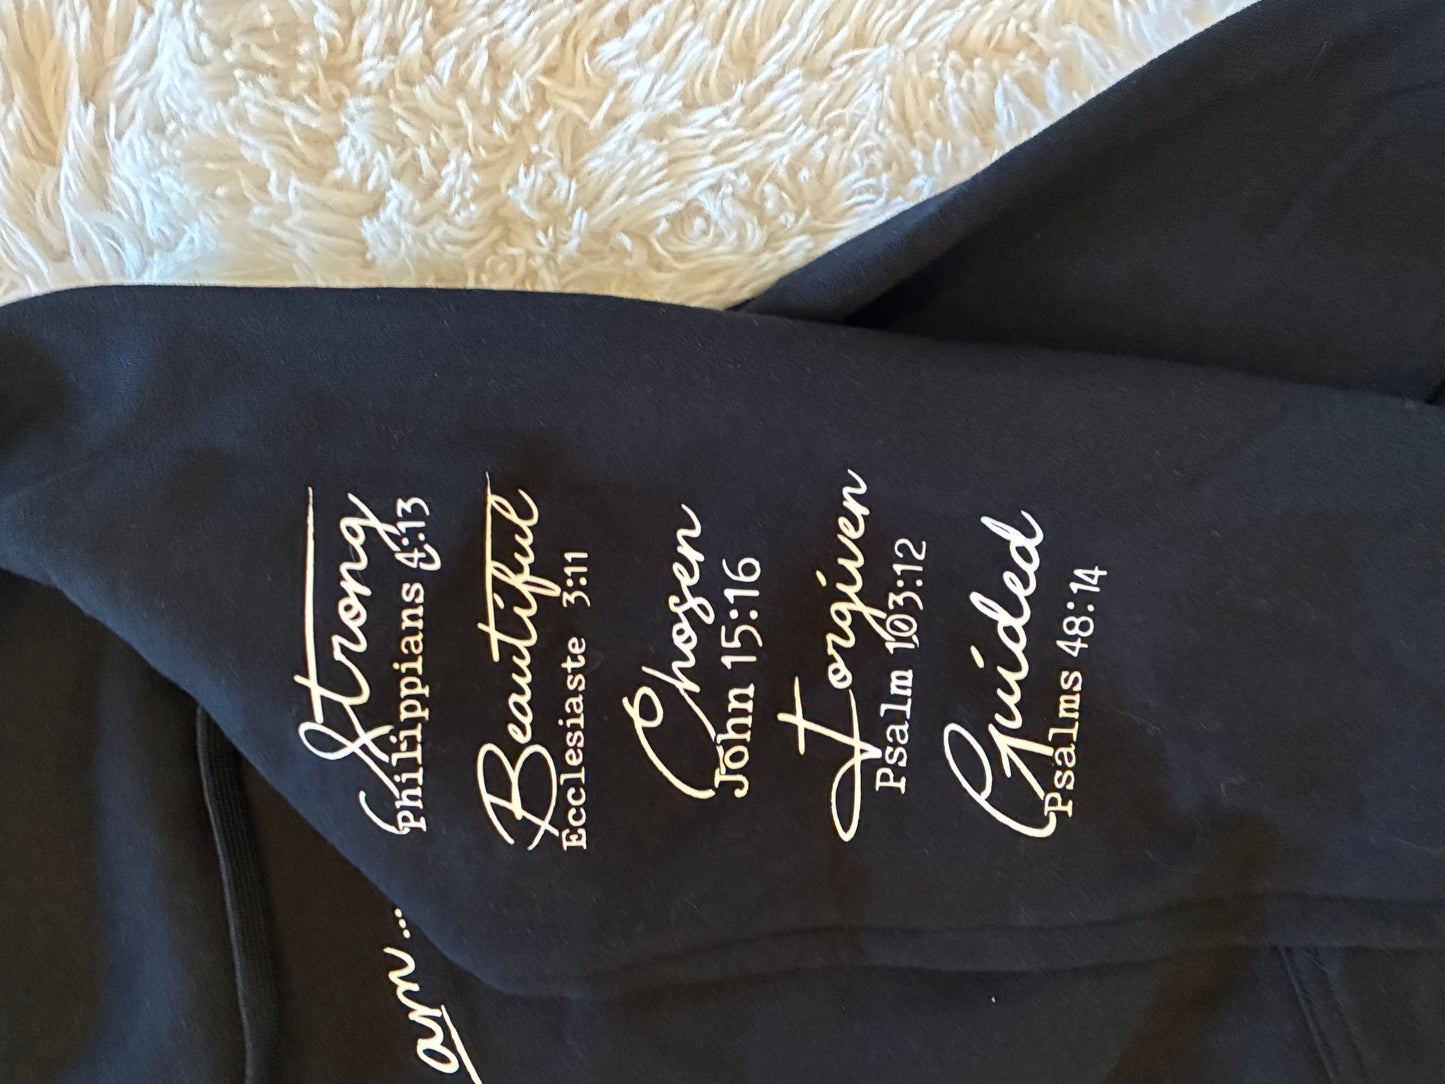 Strong
Philippians 4:13
Beautiful
Ecclesiaste 3:11
Chosen
John 15:16
Forgiven
Psalm 103:12
Guided
Psalms 48:14
am...